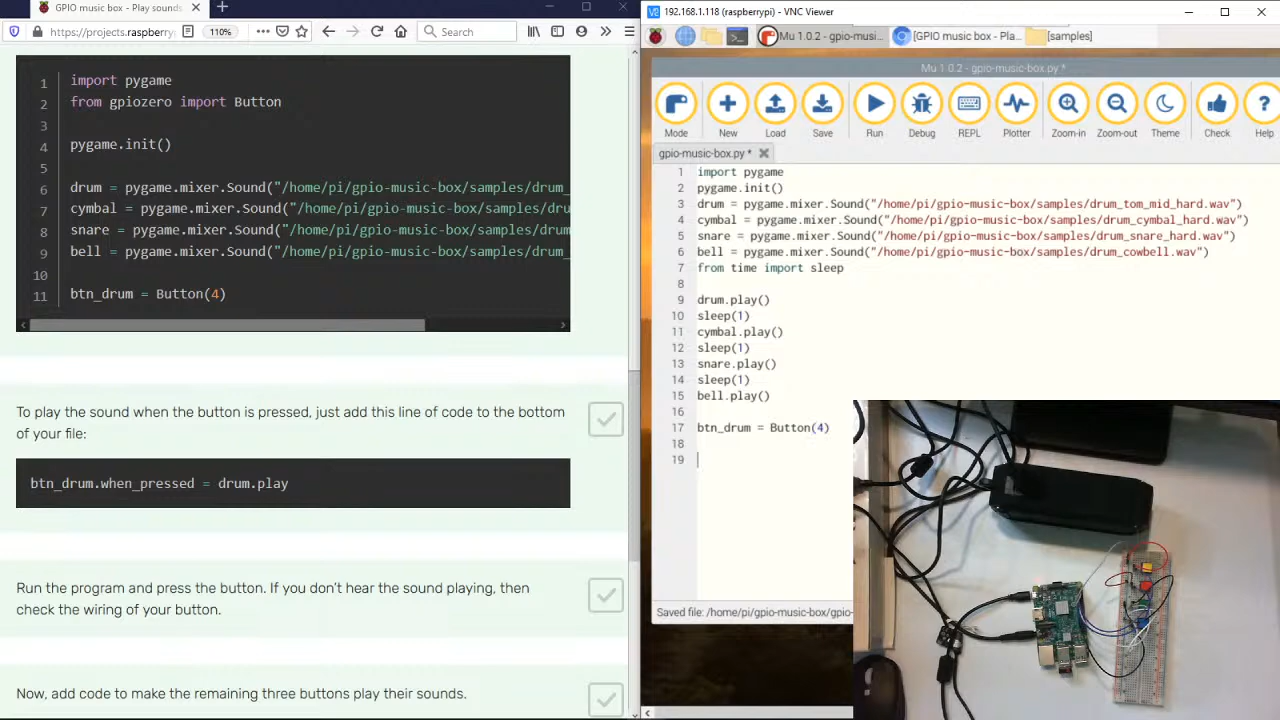 GPIO music box - Play sounds
192.168.1.118 (raspberrypi) - VNC Viewer
https://projects.raspberry
110%
Search
Mu 1.0.2 - gpio-musi...
[GPIO music box - Pla...
[samples]
Mu 1.0.2 - gpio-music-box.py *
Mode
New
Load
Save
Run
Debug
REPL
Plotter
Zoom-in
Zoom-out
Theme
Check
Help
gpio-music-box.py *
1 import pygame
2 from gpiozero import Button
3
4 pygame.init()
5
6 drum = pygame.mixer.Sound("/home/pi/gpio-music-box/samples/drum_
7 cymbal = pygame.mixer.Sound("/home/pi/gpio-music-box/samples/dru
8 snare = pygame.mixer.Sound("/home/pi/gpio-music-box/samples/drum
9 bell = pygame.mixer.Sound("/home/pi/gpio-music-box/samples/drum_
10
11 btn_drum = Button(4)
To play the sound when the button is pressed, just add this line of code to the bottom
of your file:
btn_drum.when_pressed = drum.play
Run the program and press the button. If you don't hear the sound playing, then
check the wiring of your button.
Now, add code to make the remaining three buttons play their sounds.
1 import pygame
2 pygame.init()
3 drum = pygame.mixer.Sound("/home/pi/gpio-music-box/samples/drum_tom_mid_hard.wav")
4 cymbal = pygame.mixer.Sound("/home/pi/gpio-music-box/samples/drum_cymbal_hard.wav")
5 snare = pygame.mixer.Sound("/home/pi/gpio-music-box/samples/drum_snare_hard.wav")
6 bell = pygame.mixer.Sound("/home/pi/gpio-music-box/samples/drum_cowbell.wav")
7 from time import sleep
8
9 drum.play()
10 sleep(1)
11 cymbal.play()
12 sleep(1)
13 snare.play()
14 sleep(1)
15 bell.play()
16
17 btn_drum = Button(4)
18
19
Saved file: /home/pi/gpio-music-box/gpio-